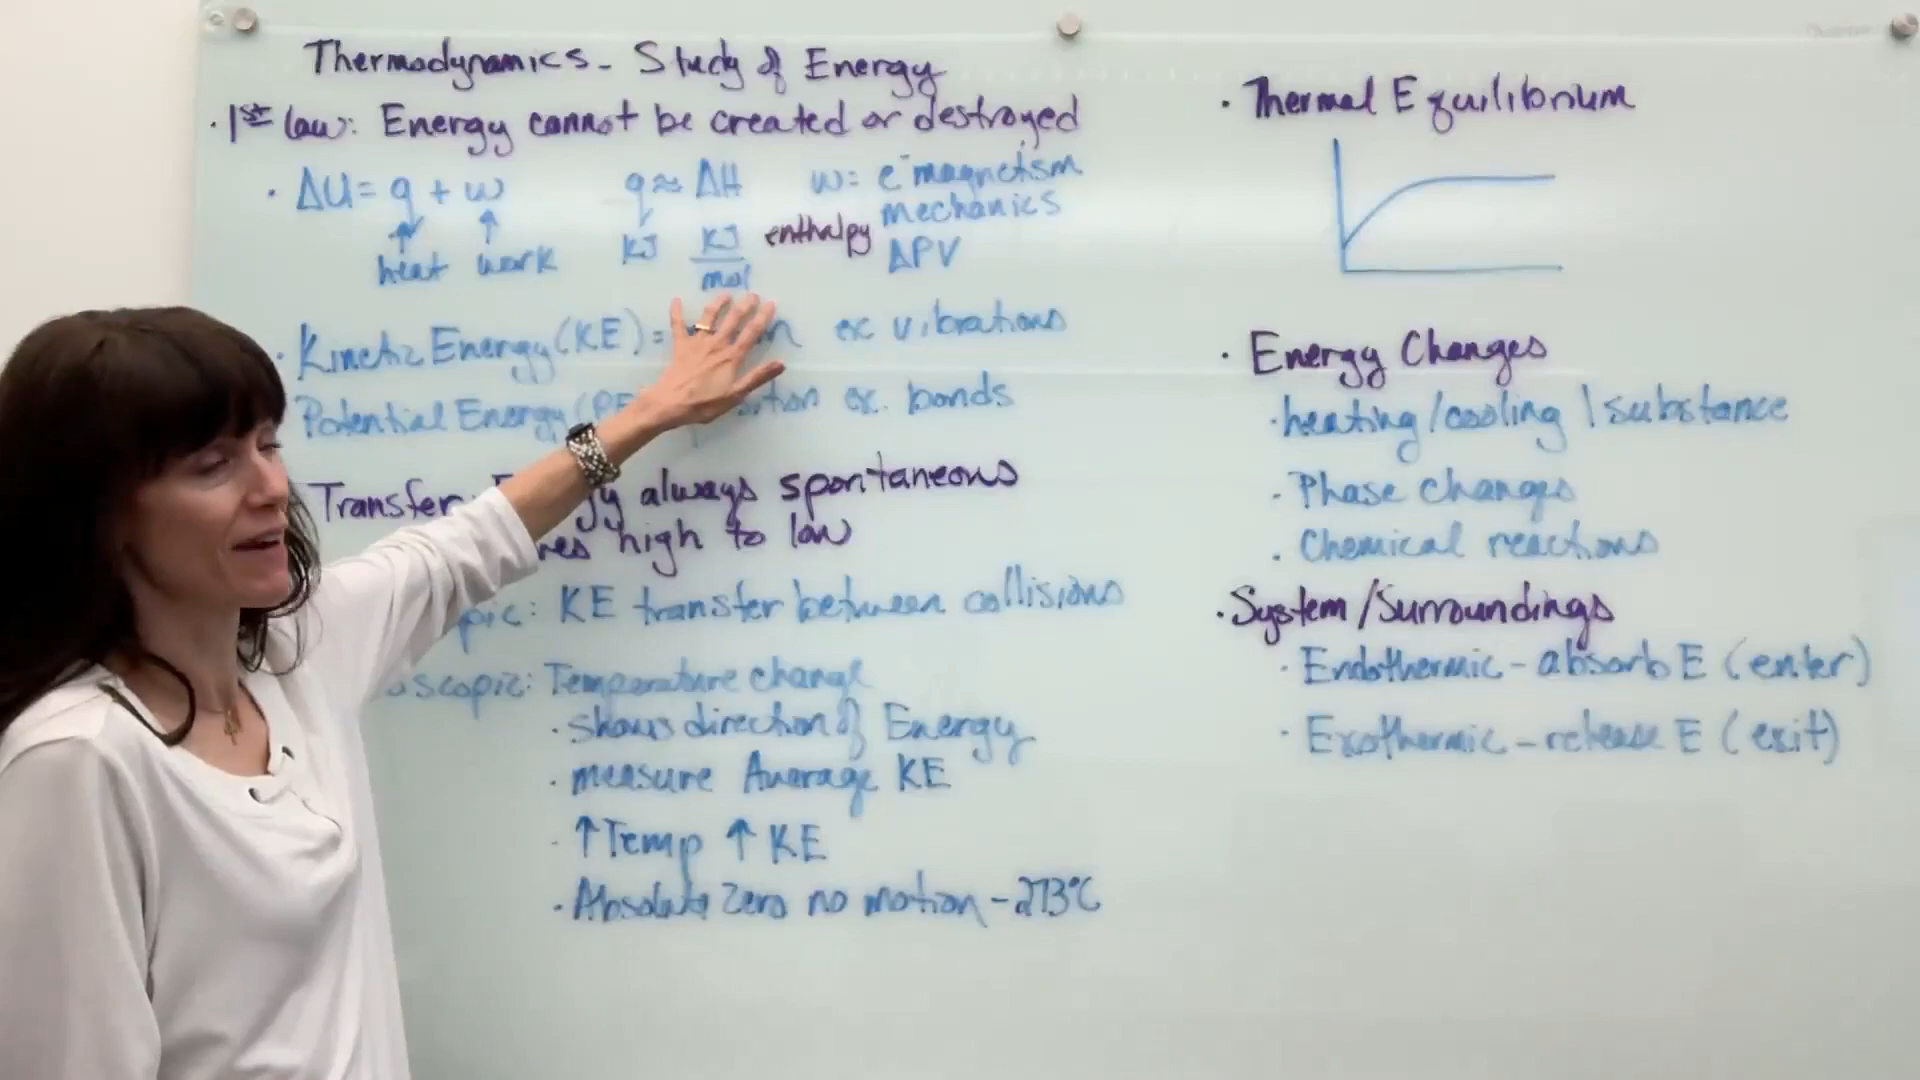 Thermodynamics - Study of Energy
· 1st law: Energy cannot be created or destroyed
· ΔU = q + w
heat work
q ≈ ΔH
KJ KJ/mol enthalpy
w = e⁻magnetism
mechanics
ΔPV
· Kinetic Energy (KE) = ex vibrations
Potential Energy (PE ex. bonds
Transfer: always spontaneous
high to low
KE transfer between collisions
Temperature change
· shows direction of Energy
· measure Average KE
· ↑Temp ↑ KE
· Absolute Zero no motion -273°C
· Thermal Equilibrium
· Energy Changes
· heating/cooling 1 substance
· Phase changes
· Chemical reactions
· System/Surroundings
· Endothermic - absorb E (enter)
· Exothermic - release E (exit)